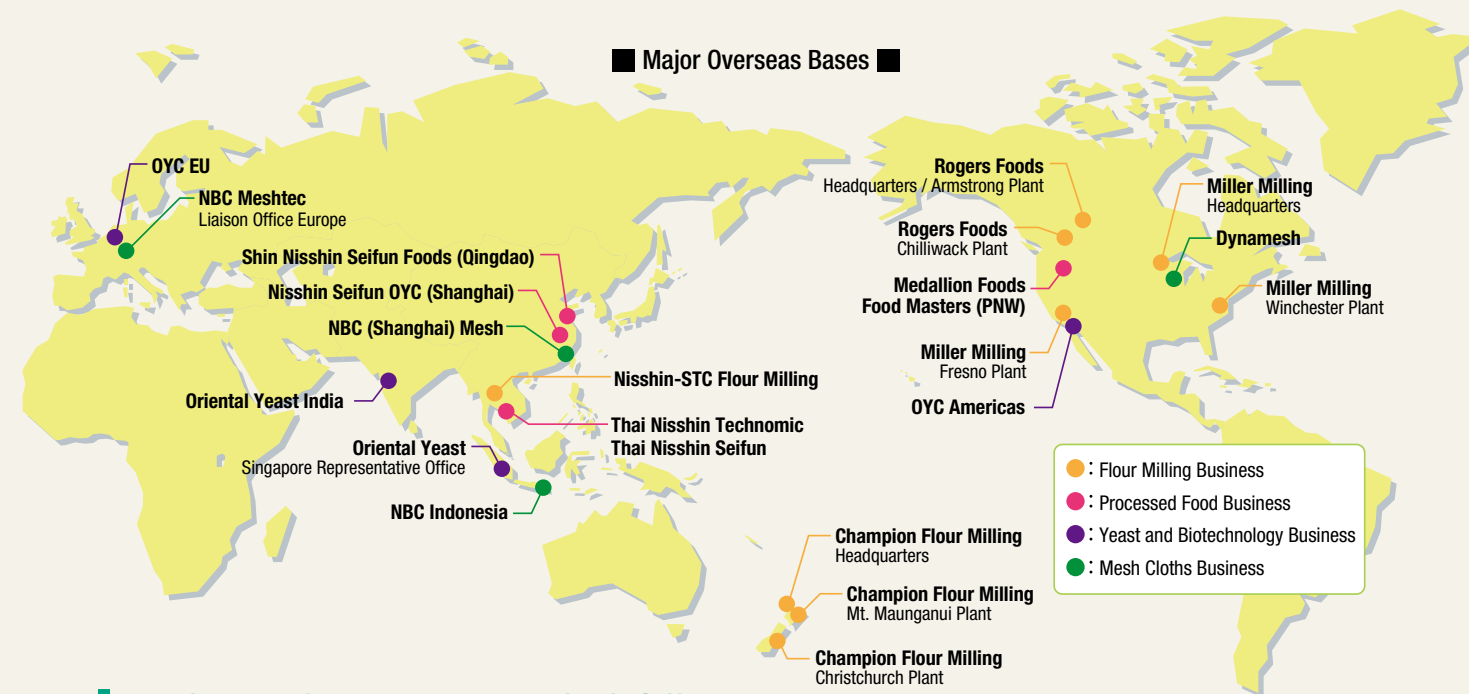 Major Overseas Bases
OYC EU
NBC Meshtec
Liaison Office Europe
Shin Nisshin Seifun Foods (Qingdao)
Nisshin Seifun OYC (Shanghai)
NBC (Shanghai) Mesh
Oriental Yeast India
Nisshin-STC Flour Milling
Thai Nisshin Technomic
Thai Nisshin Seifun
Oriental Yeast
Singapore Representative Office
NBC Indonesia
Rogers Foods
Headquarters / Armstrong Plant
Rogers Foods
Chilliwack Plant
Medallion Foods
Food Masters (PNW)
Miller Milling
Fresno Plant
OYC Americas
Miller Milling
Headquarters
Dynamesh
Miller Milling
Winchester Plant
Champion Flour Milling
Headquarters
Champion Flour Milling
Mt. Maunganui Plant
Champion Flour Milling
Christchurch Plant
: Flour Milling Business
: Processed Food Business
: Yeast and Biotechnology Business
: Mesh Cloths Business